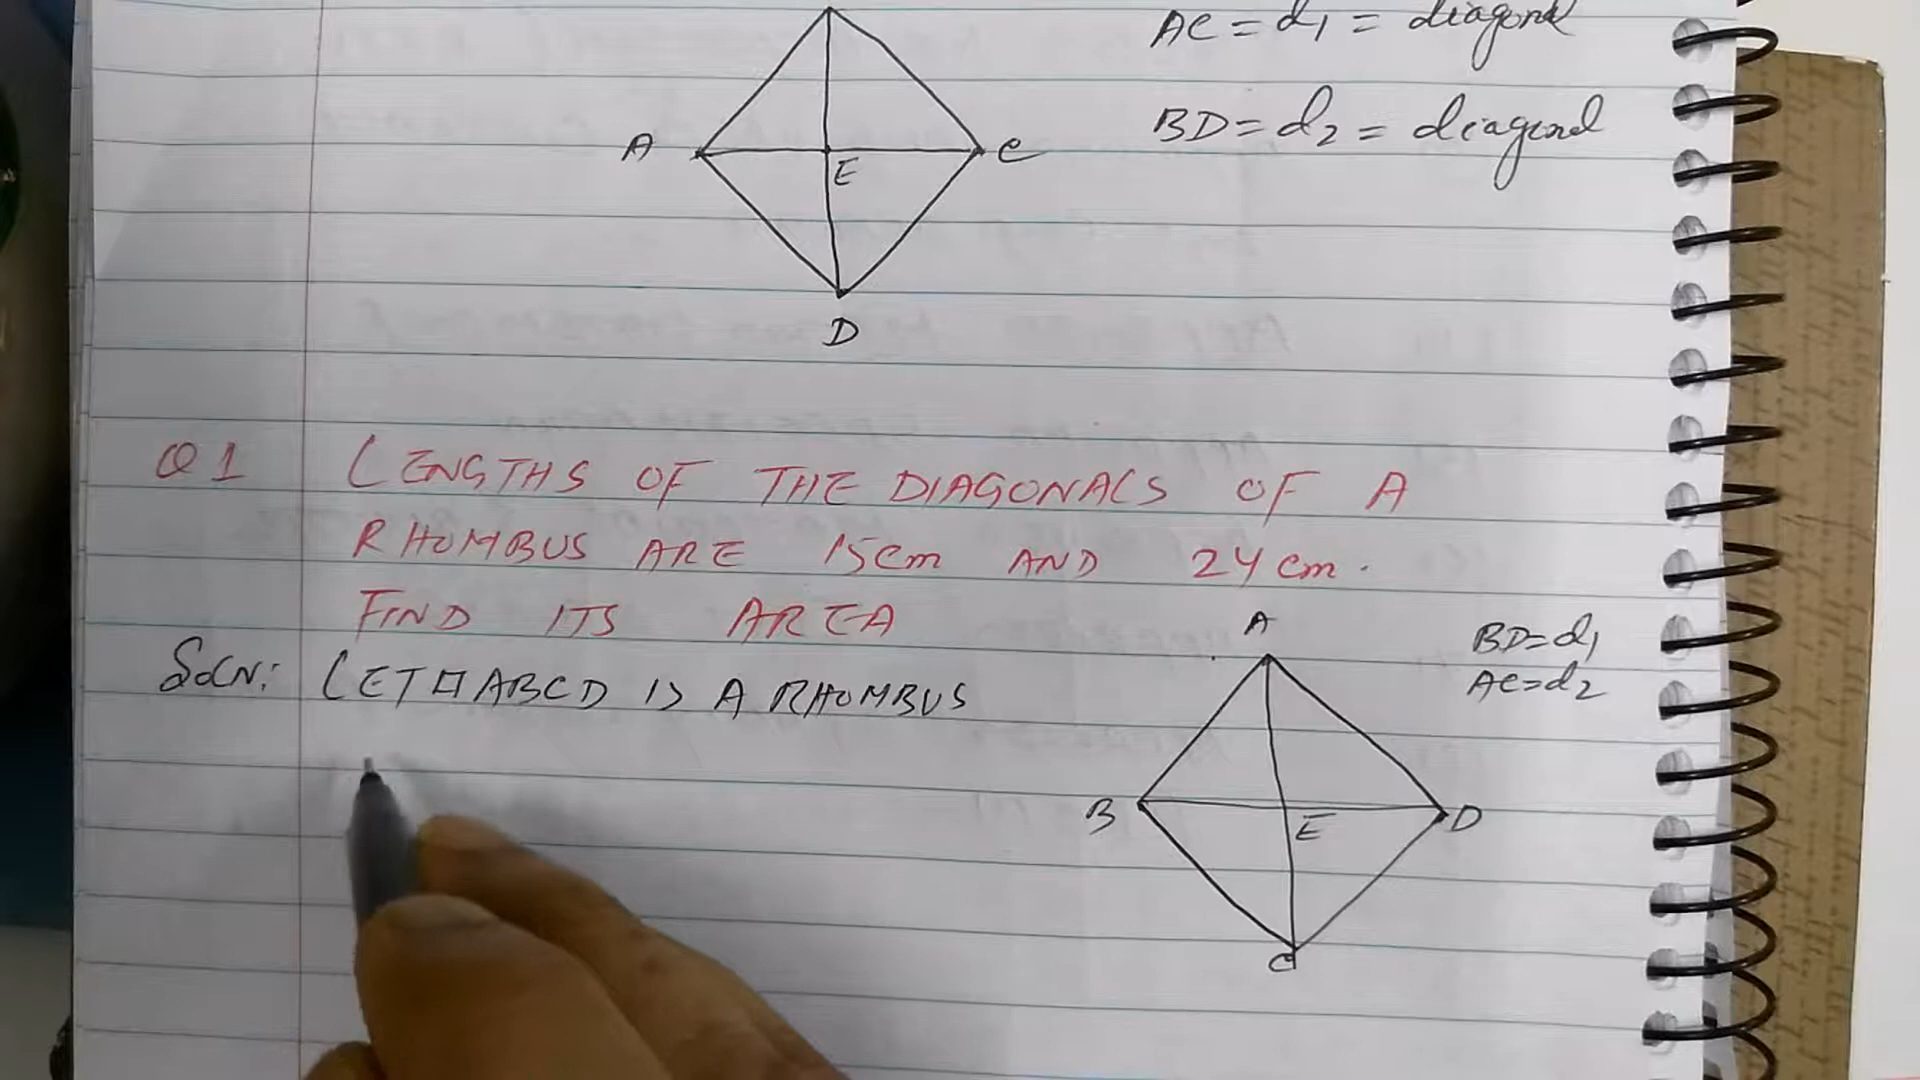 AC = d1 = diagonal
BD = d2 = diagonal
A
E
C
D
Q1 LENGTHS OF THE DIAGONALS OF A
RHOMBUS ARE 15cm AND 24cm.
FIND ITS AREA
SOLN: LET □ABCD IS A RHOMBUS
A
BD=d1
AC=d2
B
E
D
C